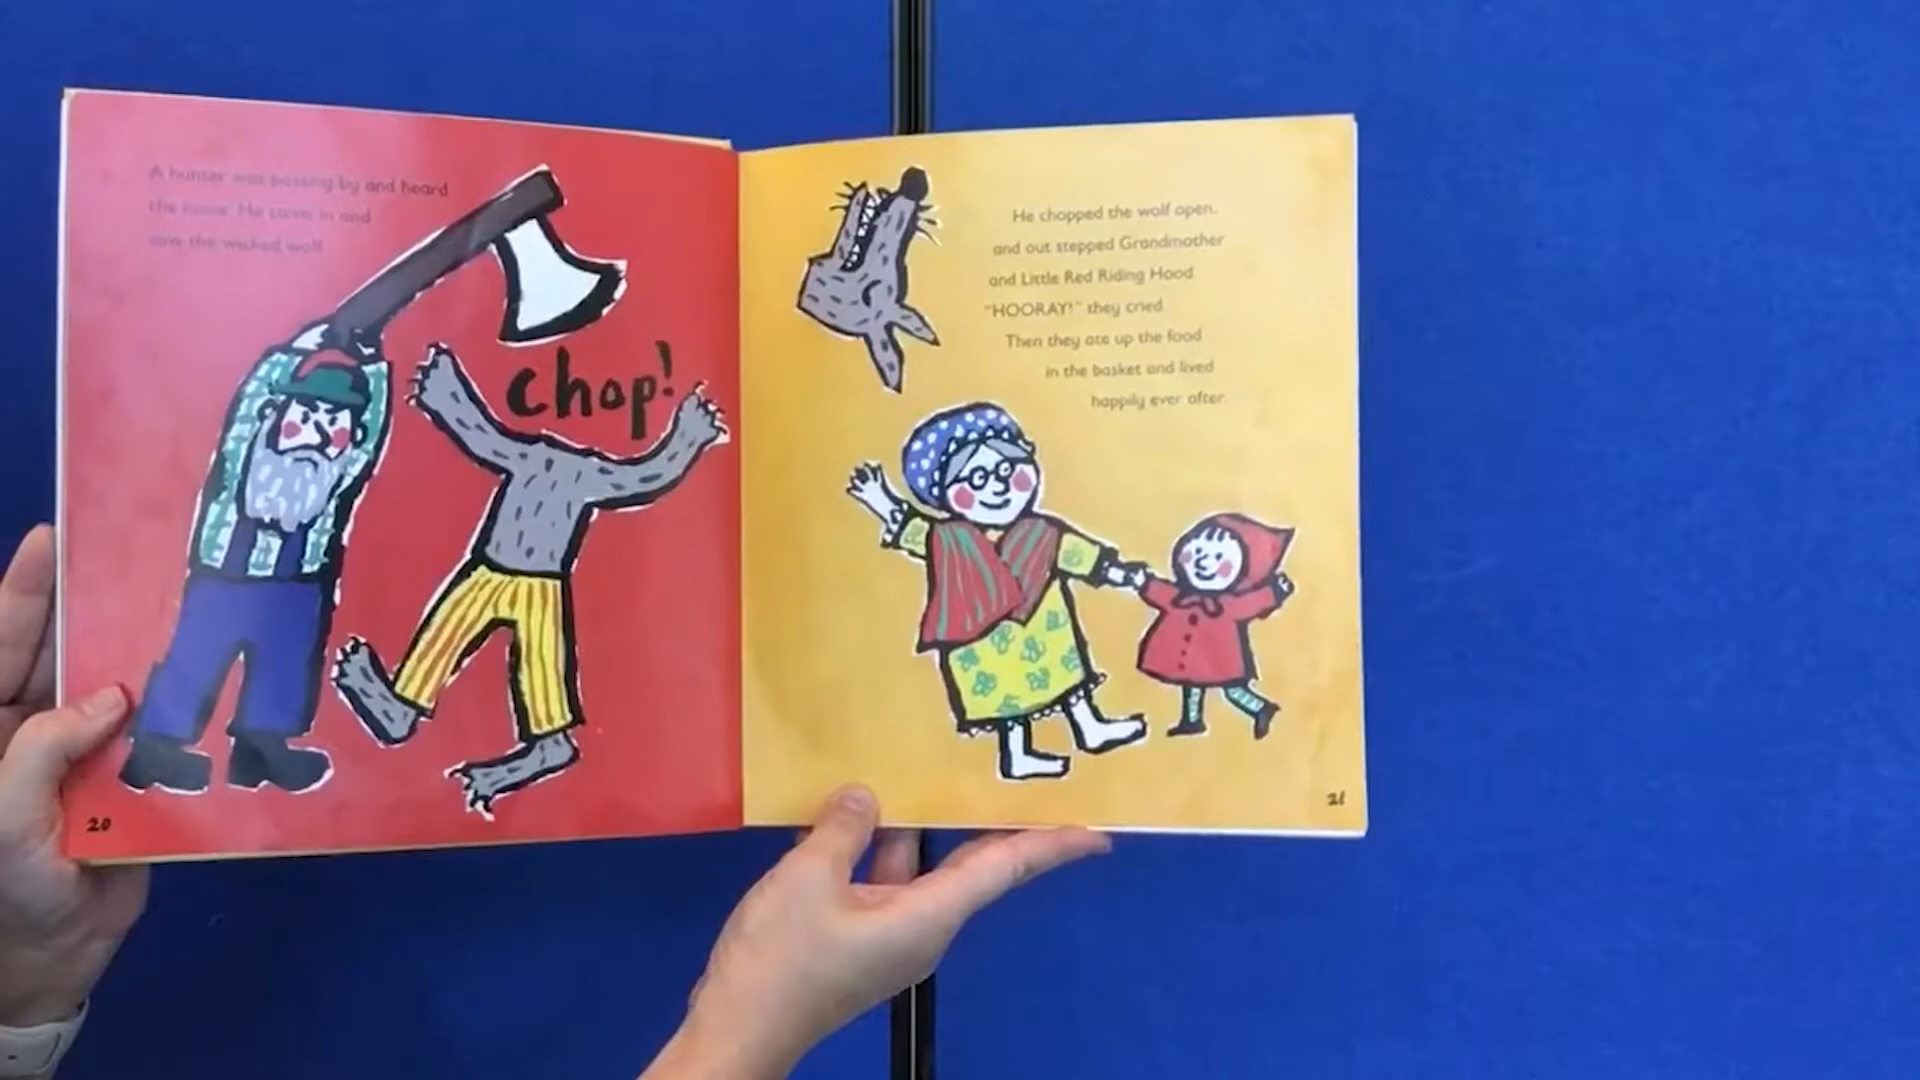 A hunter was passing by and heard
the noise. He came in and
saw the wicked wolf.
chop!
20
He chopped the wolf open,
and out stepped Grandmother
and Little Red Riding Hood.
"HOORAY!" they cried.
Then they ate up the food
in the basket and lived
happily ever after.
21